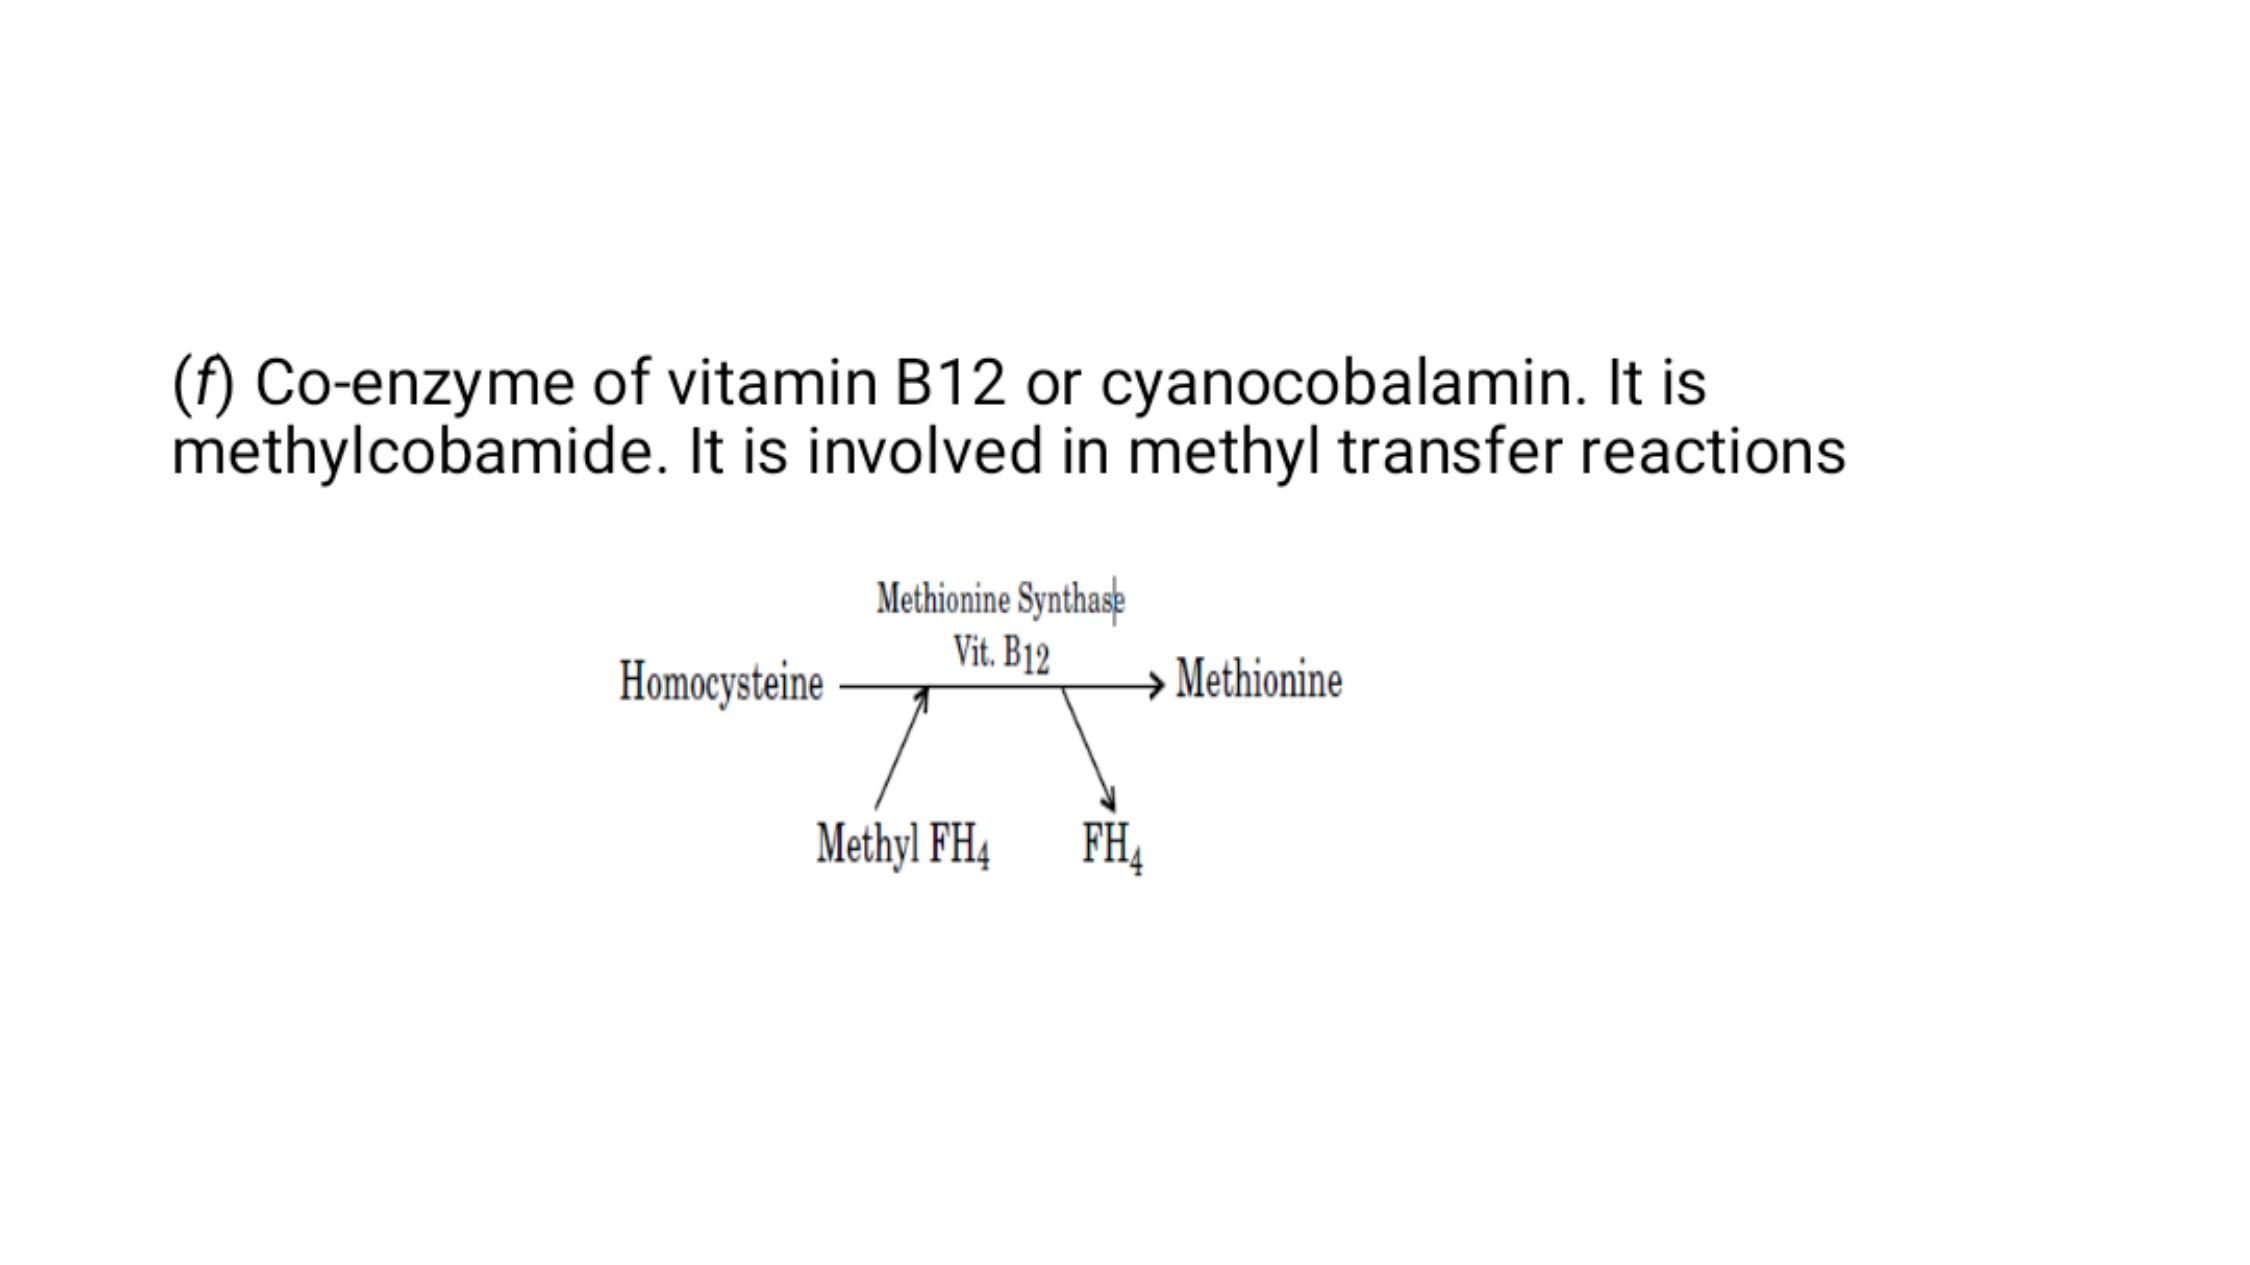 (f) Co-enzyme of vitamin B12 or cyanocobalamin. It is
methylcobamide. It is involved in methyl transfer reactions
Methionine Synthase
Vit. B12
Homocysteine
Methionine
Methyl FH4
FH4